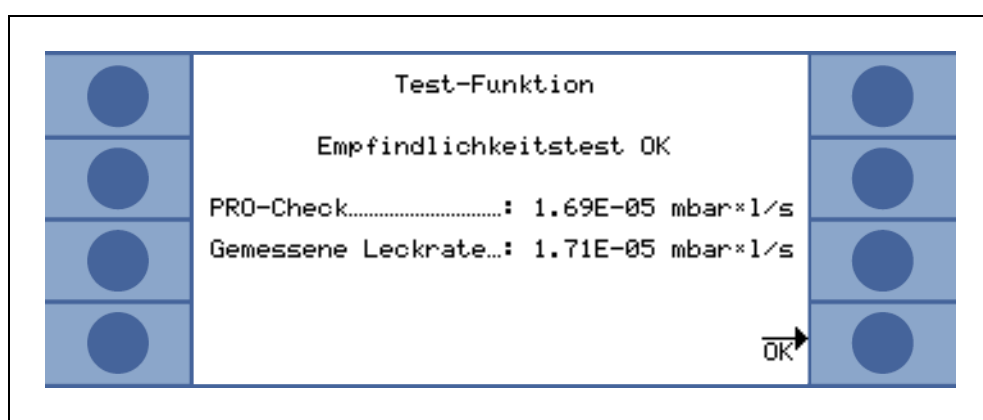 Test-Funktion
Empfindlichkeitstest OK
PRO-Check…………………………: 1.69E-05 mbar×l/s
Gemessene Leckrate…: 1.71E-05 mbar×l/s
OK